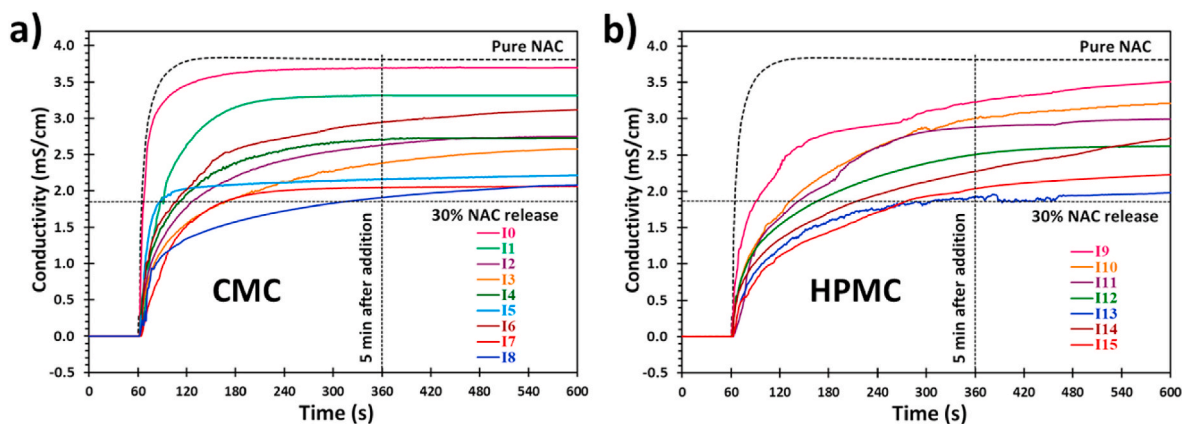 a)
4.0
3.5
3.0
2.5
2.0
1.5
1.0
0.5
0.0
-0.5
Conductivity (mS/cm)
Pure NAC
30% NAC release
I0
I1
I2
I3
I4
I5
I6
I7
I8
CMC
5 min after addition
0 60 120 180 240 300 360 420 480 540 600
Time (s)
b)
4.0
3.5
3.0
2.5
2.0
1.5
1.0
0.5
0.0
-0.5
Conductivity (mS/cm)
Pure NAC
30% NAC release
I9
I10
I11
I12
I13
I14
I15
HPMC
5 min after addition
0 60 120 180 240 300 360 420 480 540 600
Time (s)